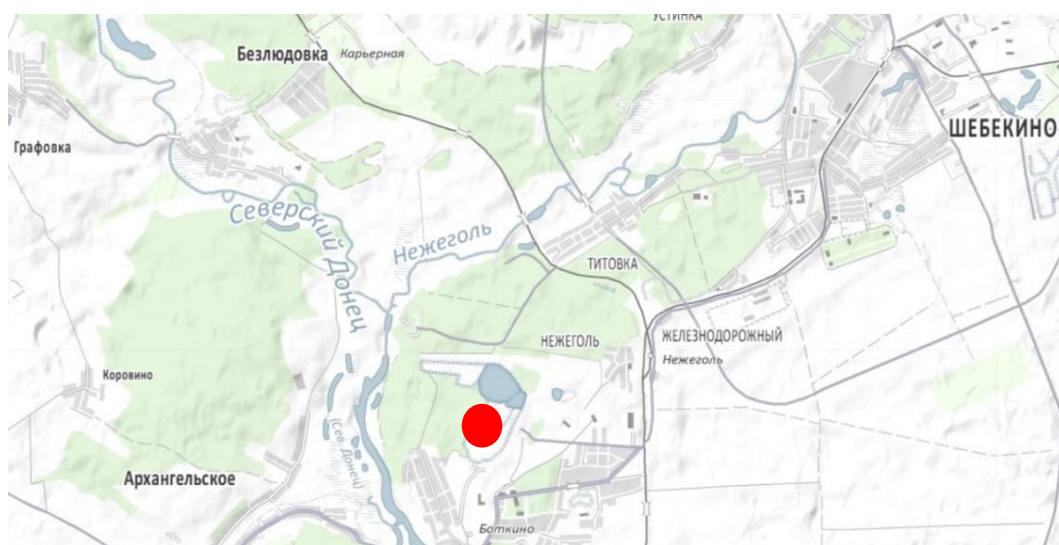 УСТИНКА
Безлюдовка
Карьерная
ШЕБЕКИНО
Графовка
Северский Донец
Нежеголь
ТИТОВКА
НЕЖЕГОЛЬ
ЖЕЛЕЗНОДОРОЖНЫЙ
Нежеголь
Коровино
(Сев. Донец)
Архангельское
Боткино